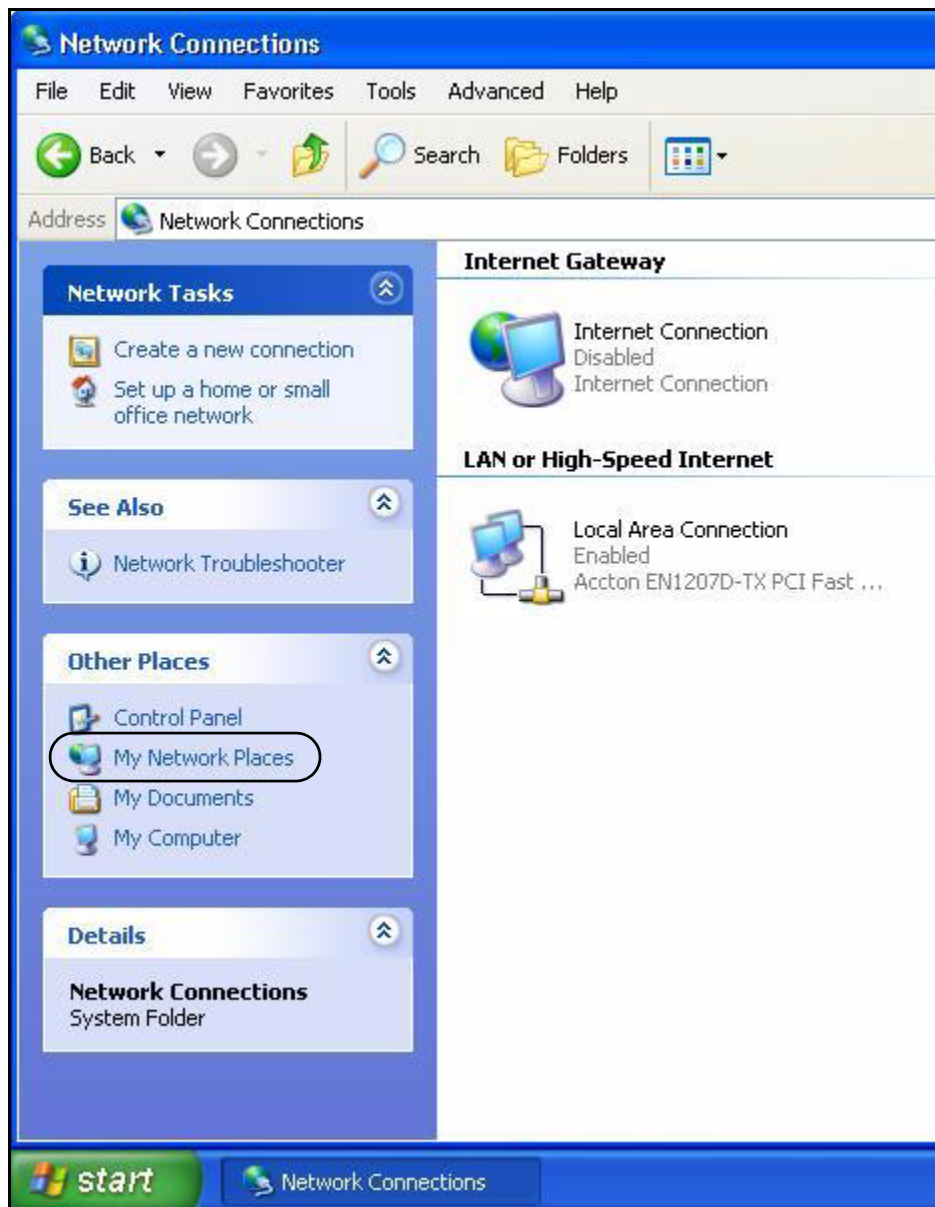 Network Connections
File Edit View Favorites Tools Advanced Help
Back Search Folders
Address Network Connections
Network Tasks
Create a new connection
Set up a home or small
office network
See Also
Network Troubleshooter
Other Places
Control Panel
My Network Places
My Documents
My Computer
Details
Network Connections
System Folder
Internet Gateway
Internet Connection
Disabled
Internet Connection
LAN or High-Speed Internet
Local Area Connection
Enabled
Accton EN1207D-TX PCI Fast ...
start Network Connections